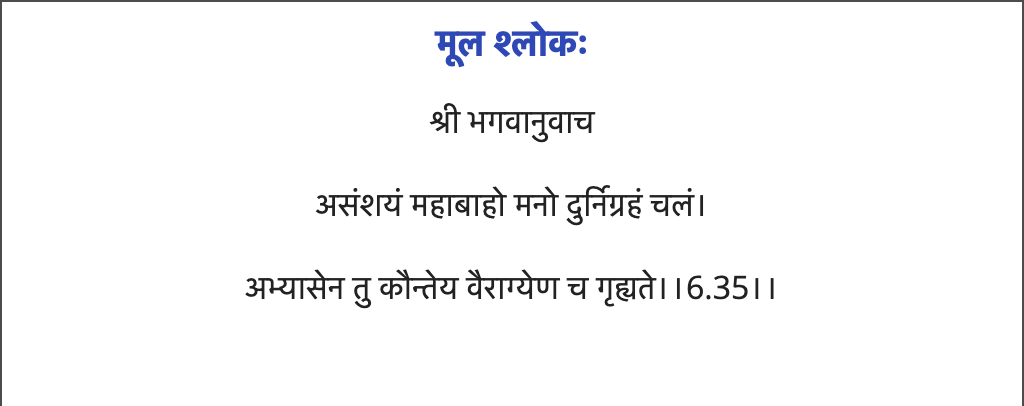 मूल श्लोकः
श्री भगवानुवाच
असंशयं महाबाहो मनो दुर्निग्रहं चलं।
अभ्यासेन तु कौन्तेय वैराग्येण च गृह्यते।।6.35।।